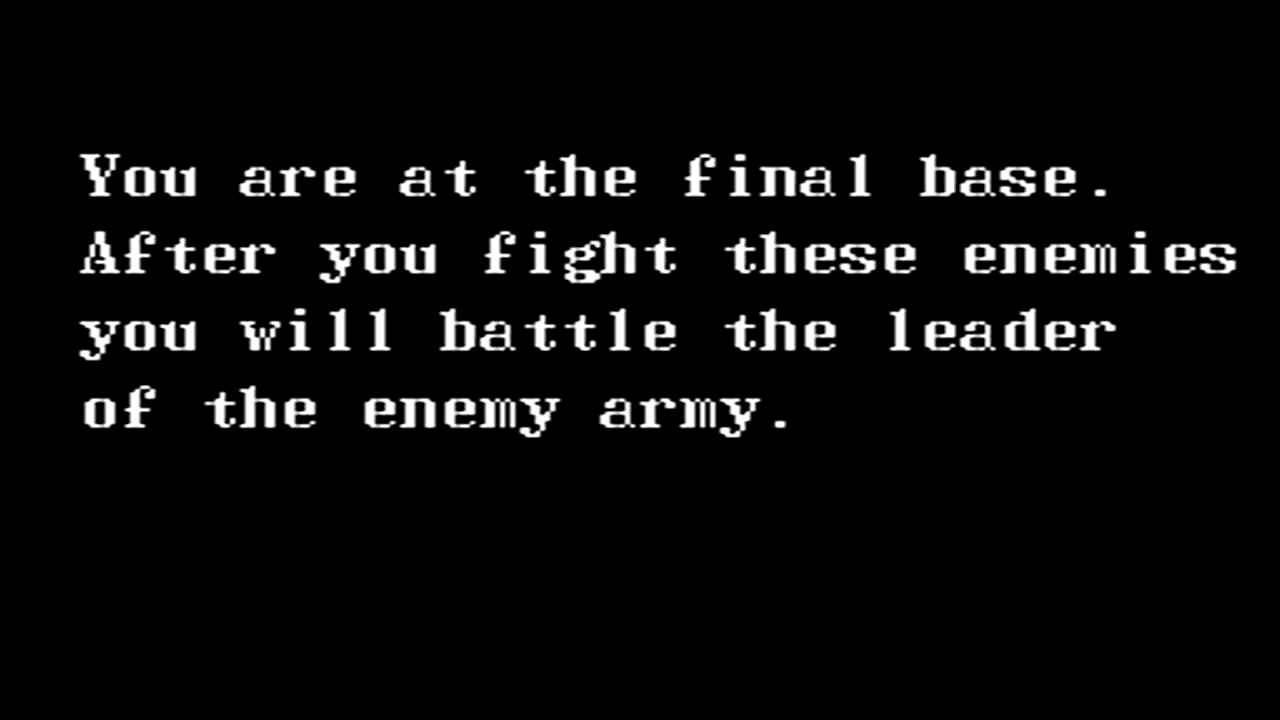 You are at the final base.
After you fight these enemies
you will battle the leader
of the enemy army.